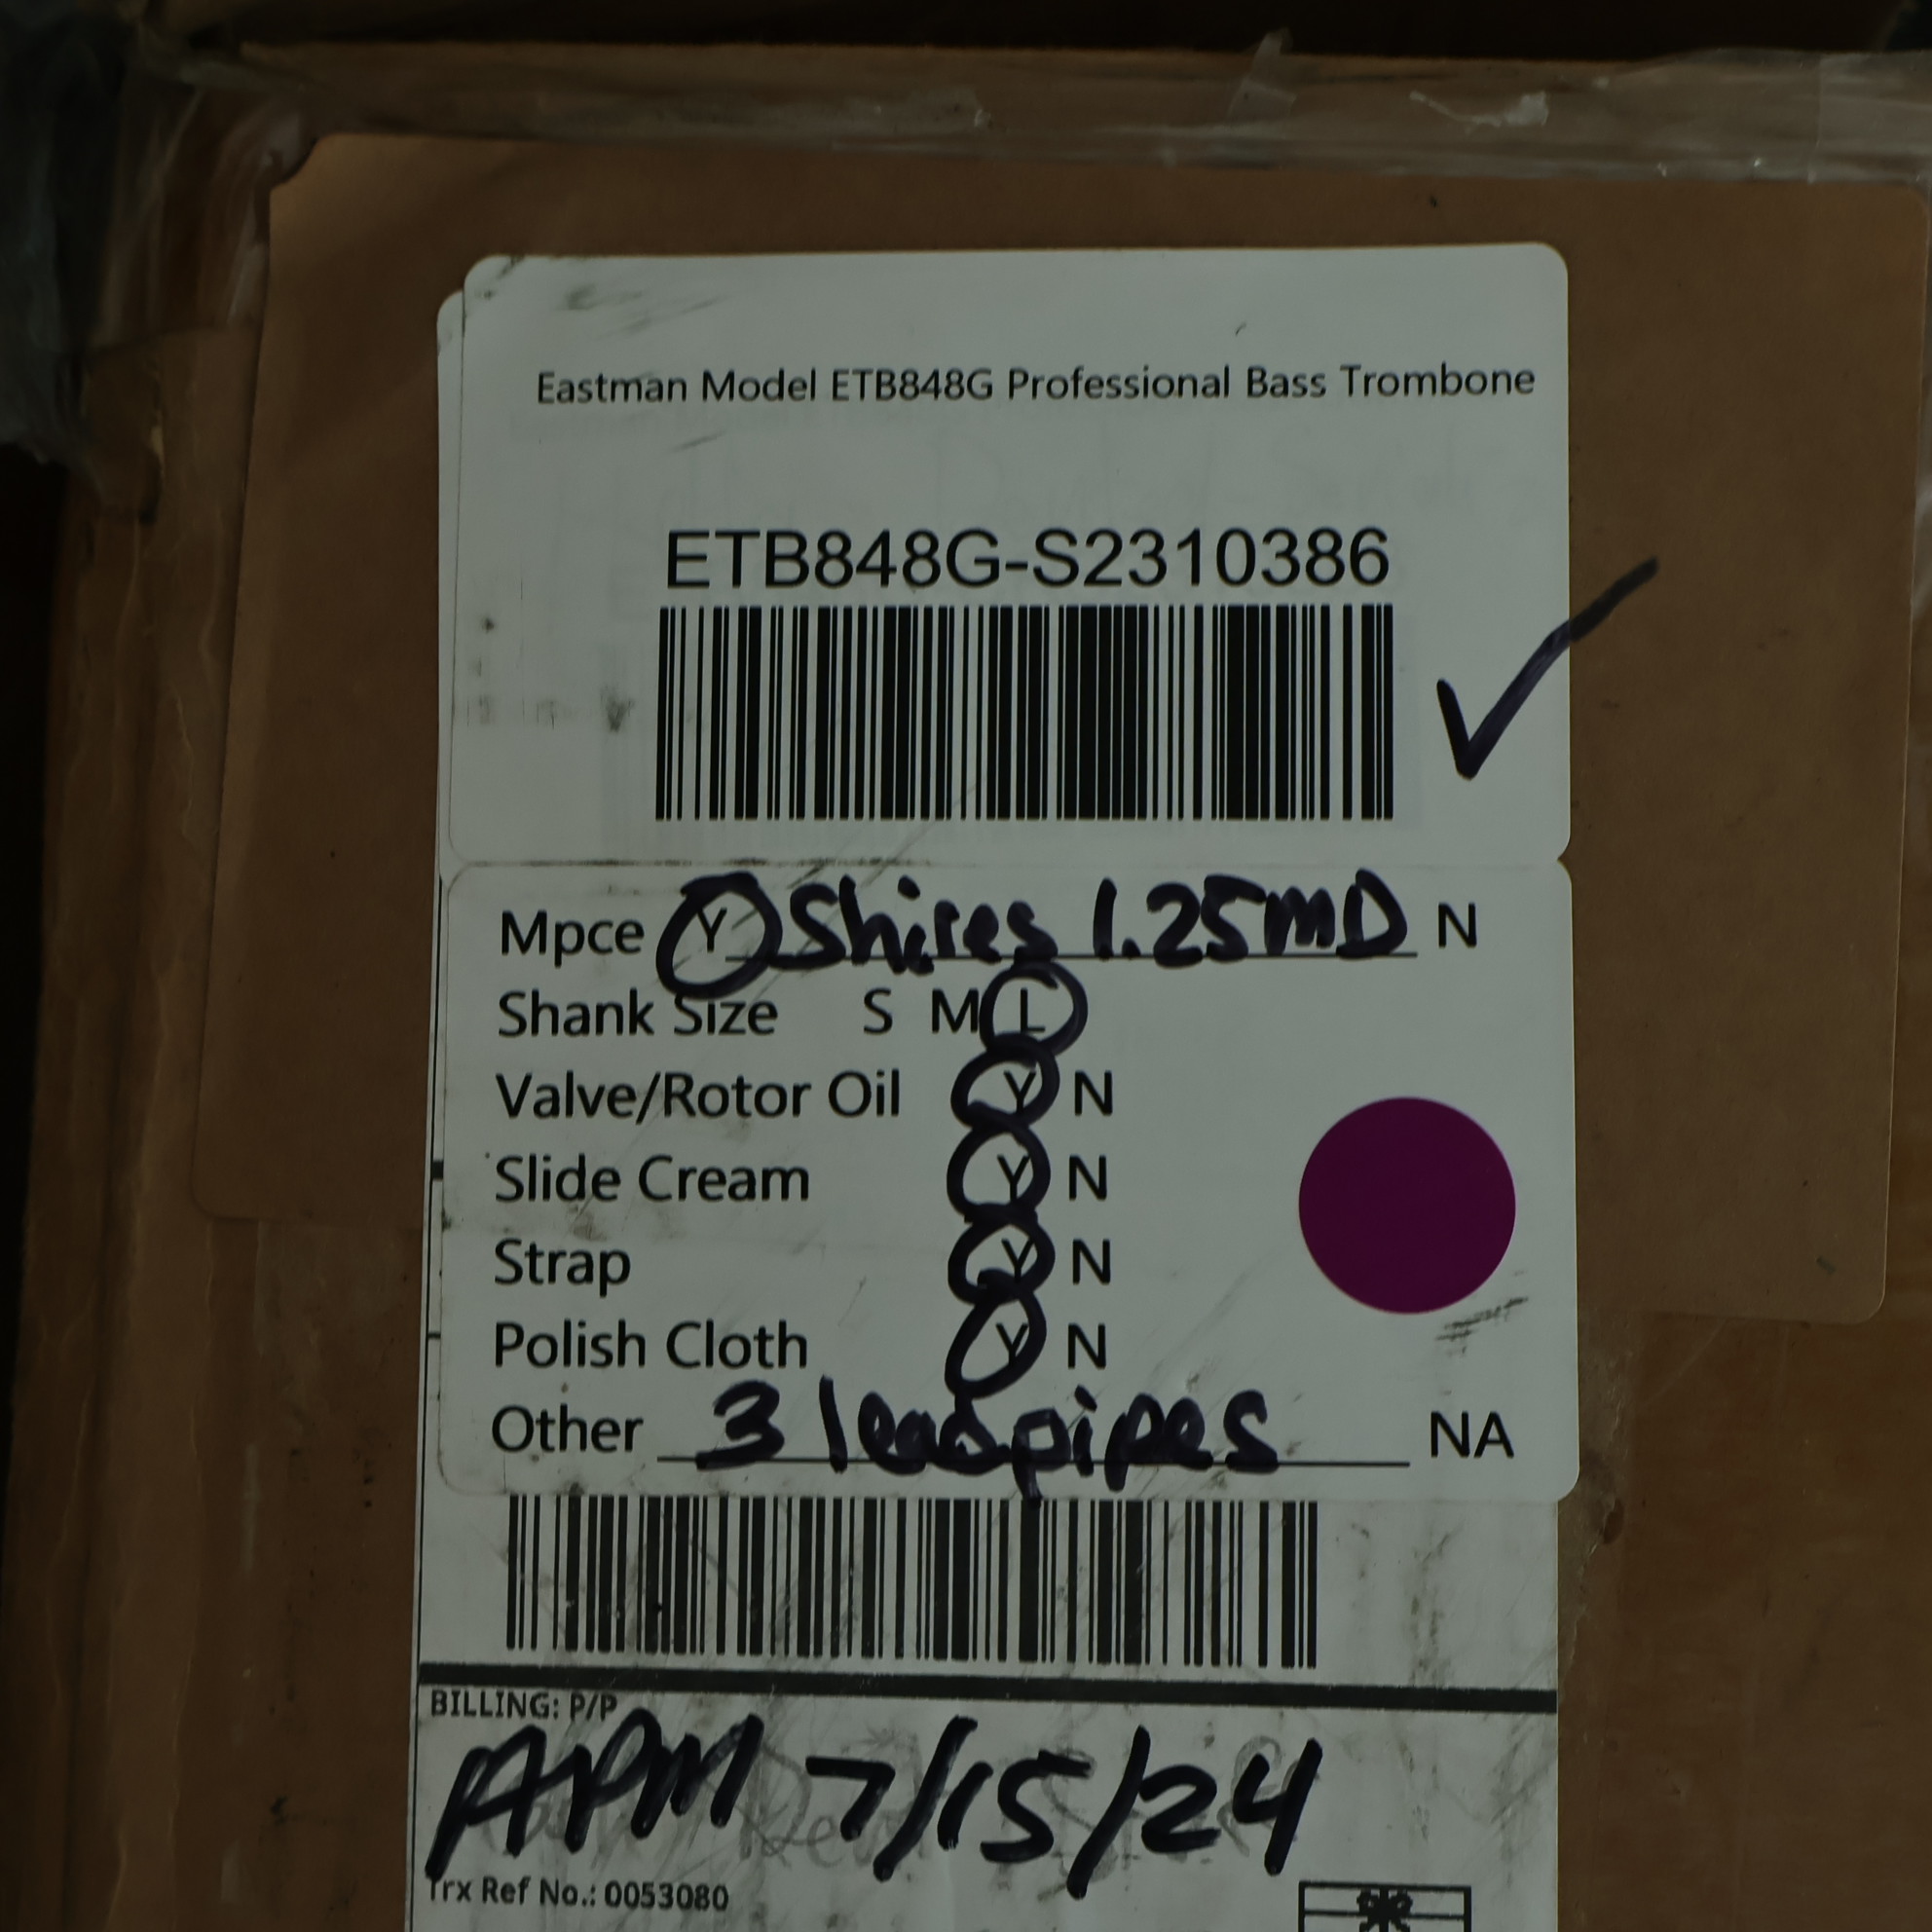 Eastman Model ETB848G Professional Bass Trombone
ETB848G-S2310386
Mpce Y Shires 1.25MD N
Shank Size S M L
Valve/Rotor Oil Y N
Slide Cream Y N
Strap Y N
Polish Cloth Y N
Other 3 leadpipes NA
BILLING: P/P
APM 7/15/24
Trx Ref No.: 0053080